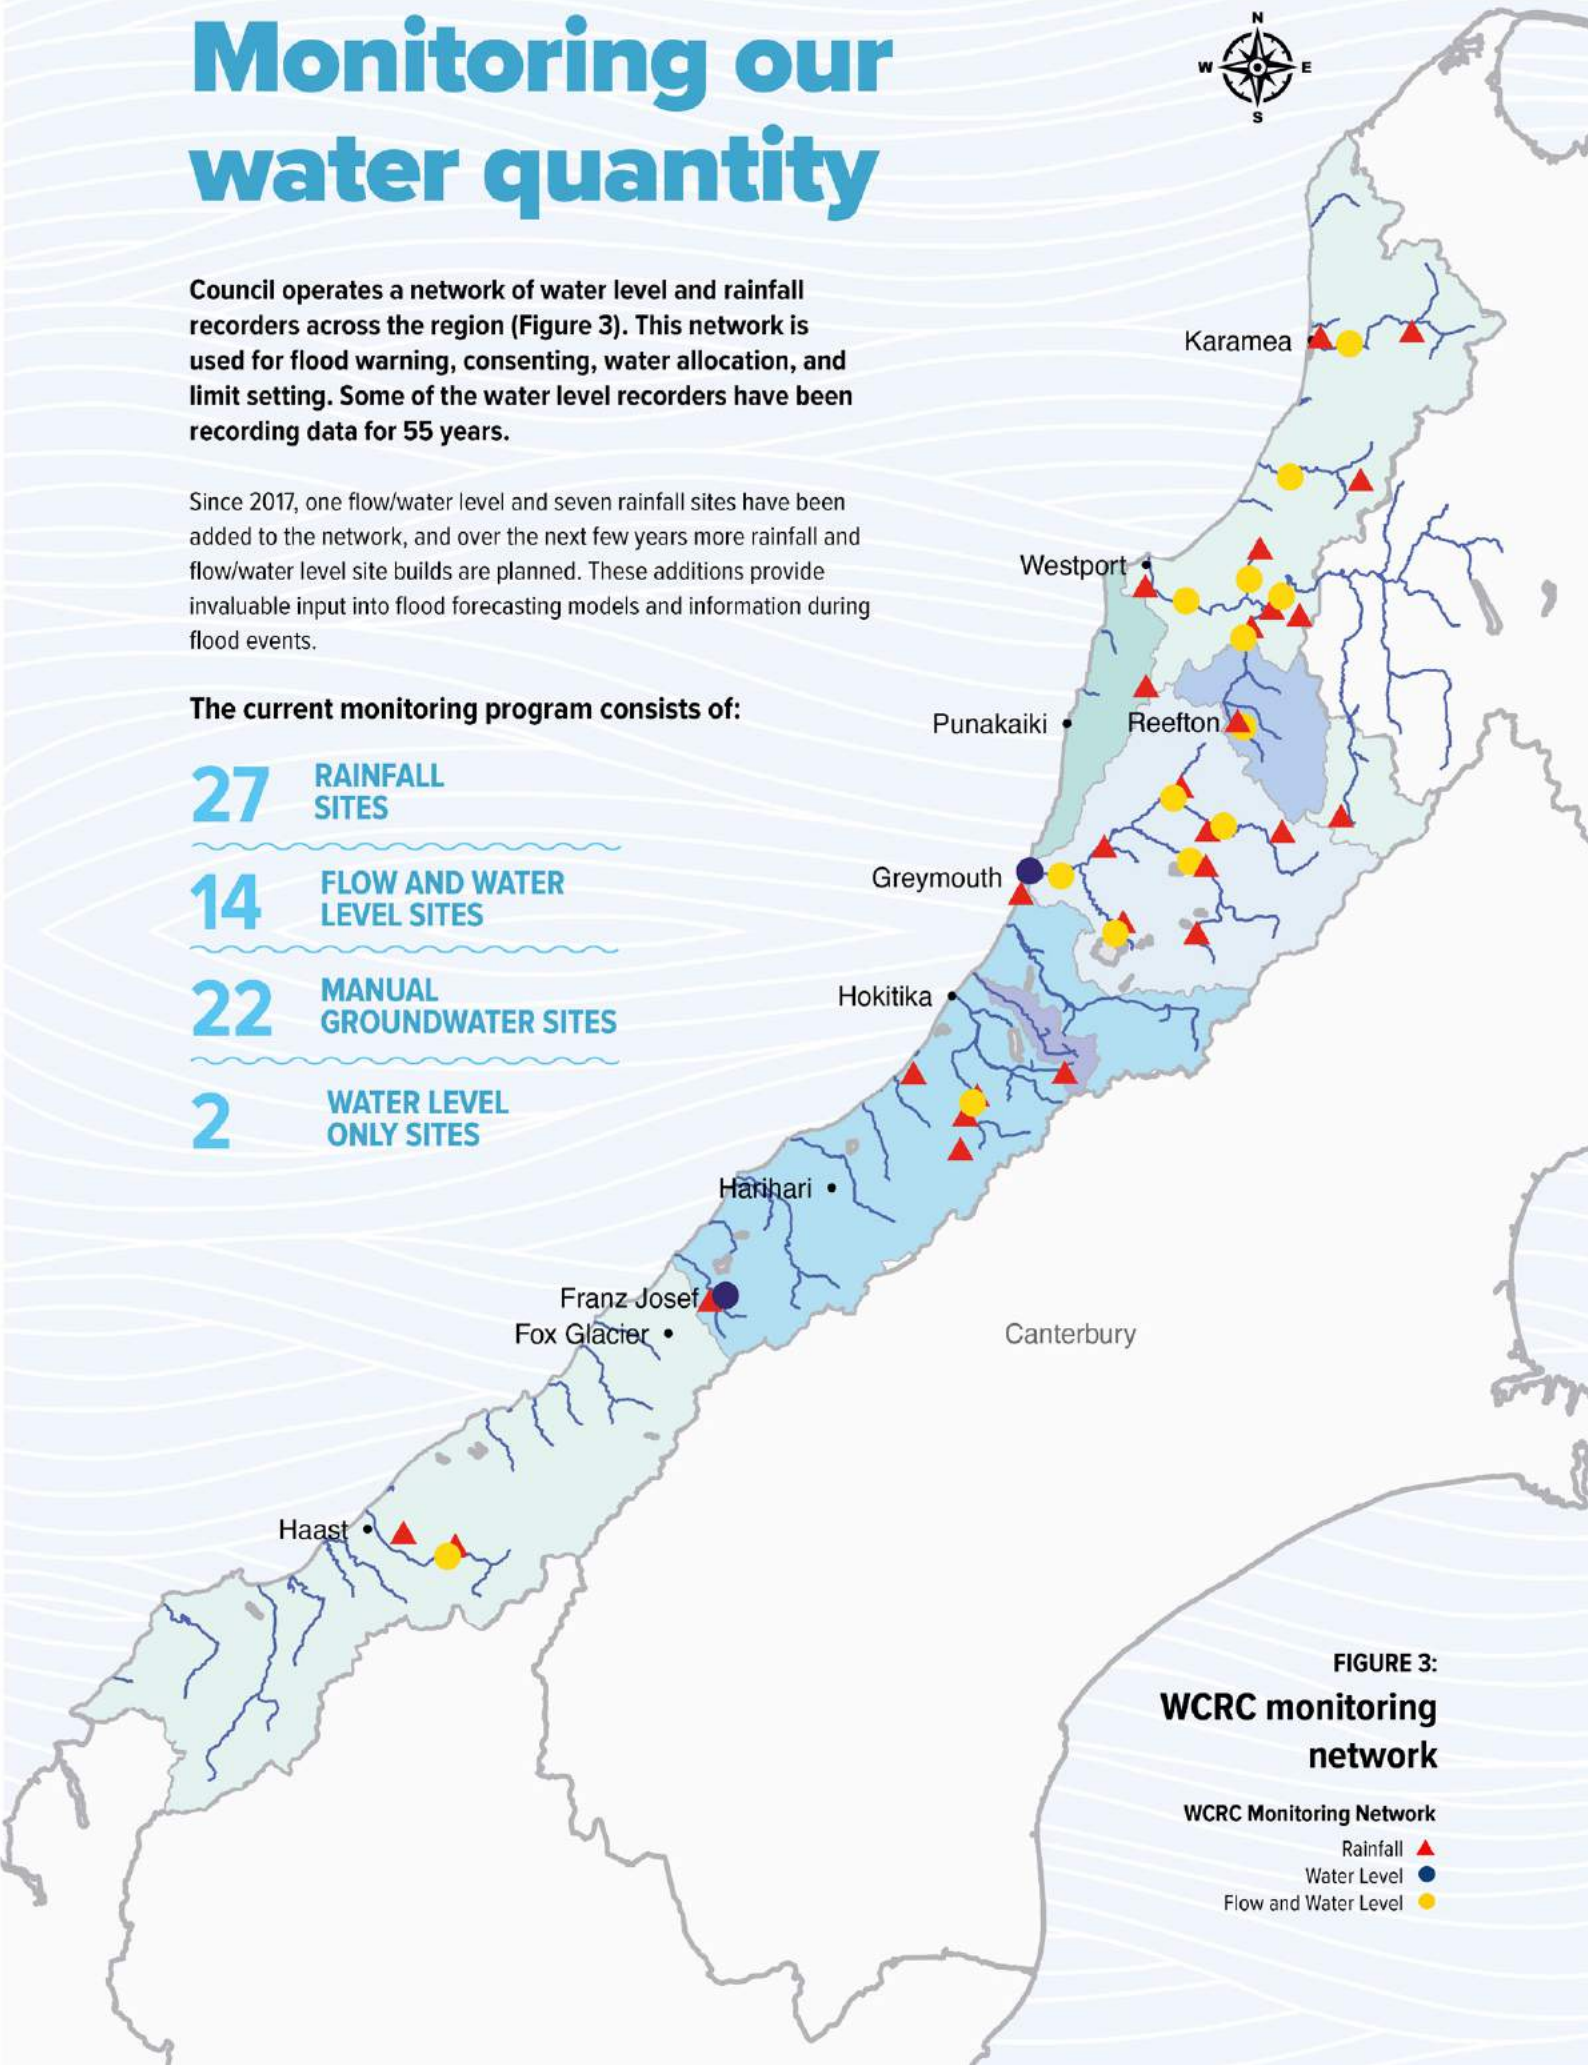 Monitoring our
water quantity
N
W E
S
Council operates a network of water level and rainfall
recorders across the region (Figure 3). This network is
used for flood warning, consenting, water allocation, and
limit setting. Some of the water level recorders have been
recording data for 55 years.
Since 2017, one flow/water level and seven rainfall sites have been
added to the network, and over the next few years more rainfall and
flow/water level site builds are planned. These additions provide
invaluable input into flood forecasting models and information during
flood events.
The current monitoring program consists of:
27 RAINFALL
SITES
14 FLOW AND WATER
LEVEL SITES
22 MANUAL
GROUNDWATER SITES
2 WATER LEVEL
ONLY SITES
Karamea
Westport
Punakaiki
Reefton
Greymouth
Hokitika
Harihari
Franz Josef
Fox Glacier
Canterbury
Haast
FIGURE 3:
WCRC monitoring
network
WCRC Monitoring Network
Rainfall
Water Level
Flow and Water Level